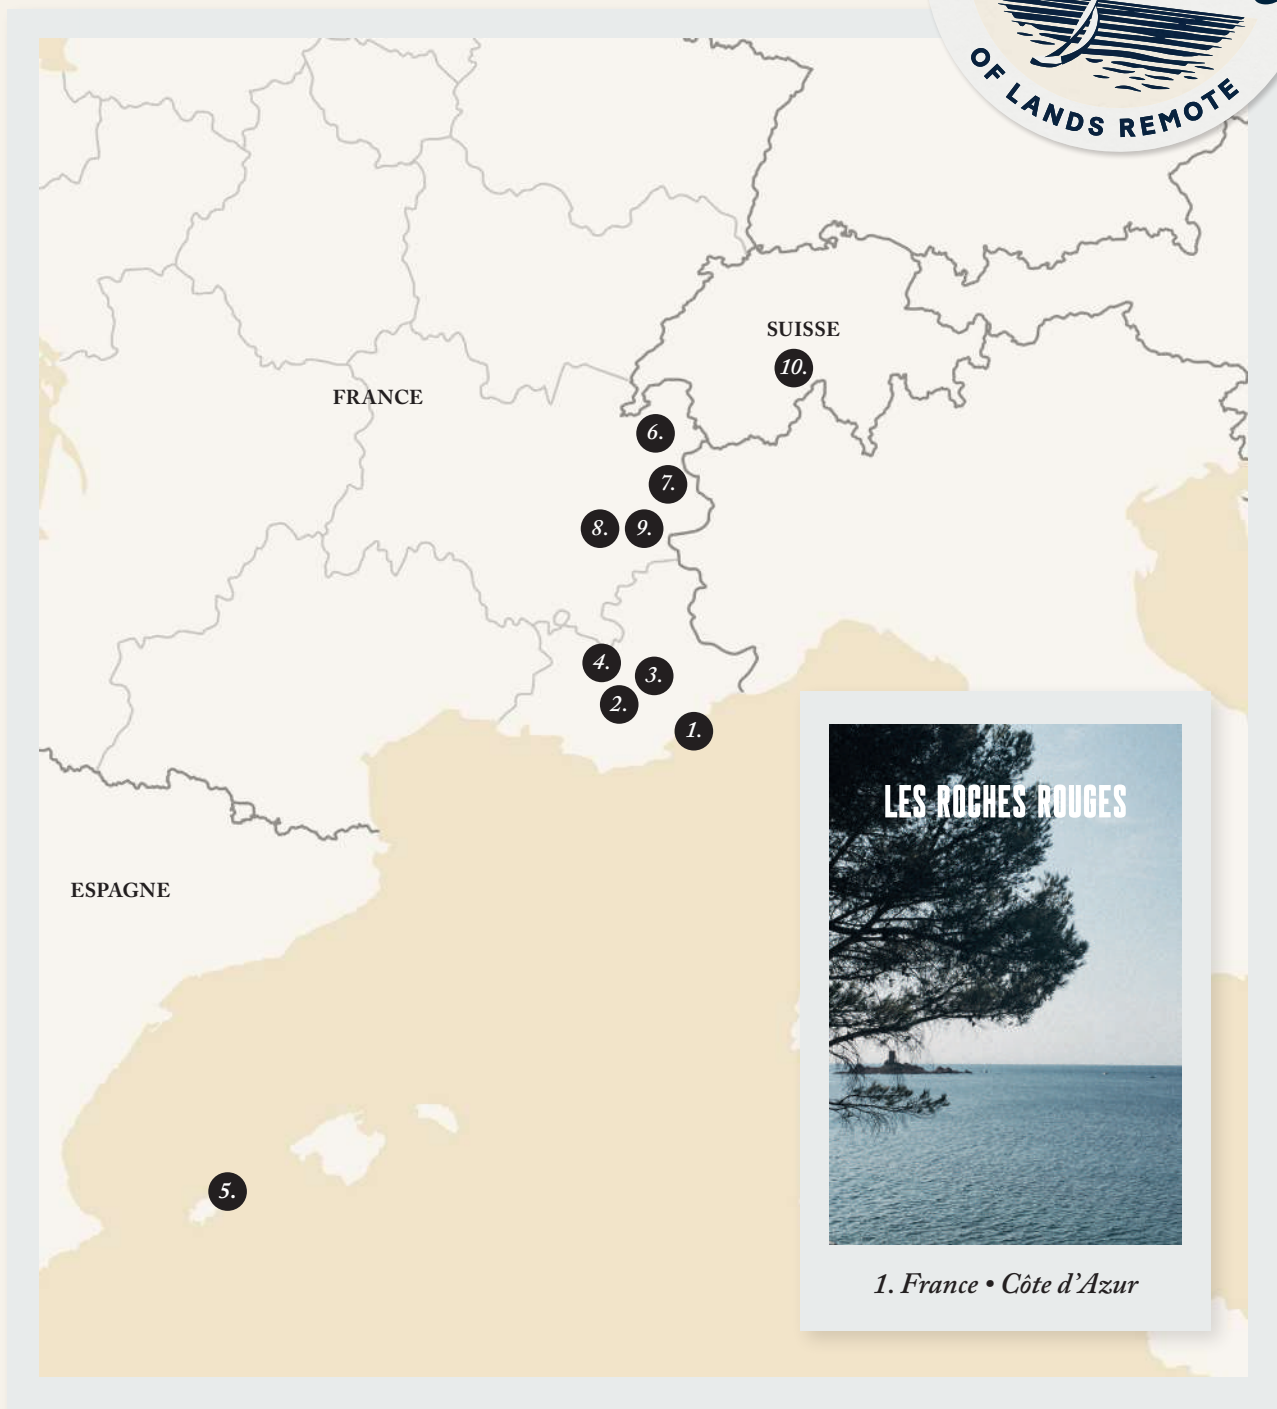 OF LANDS REMOTE
SUISSE
10.
FRANCE
6.
7.
8. 9.
4.
3.
2.
1.
LES ROCHES ROUGES
ESPAGNE
5.
1. France • Côte d’Azur